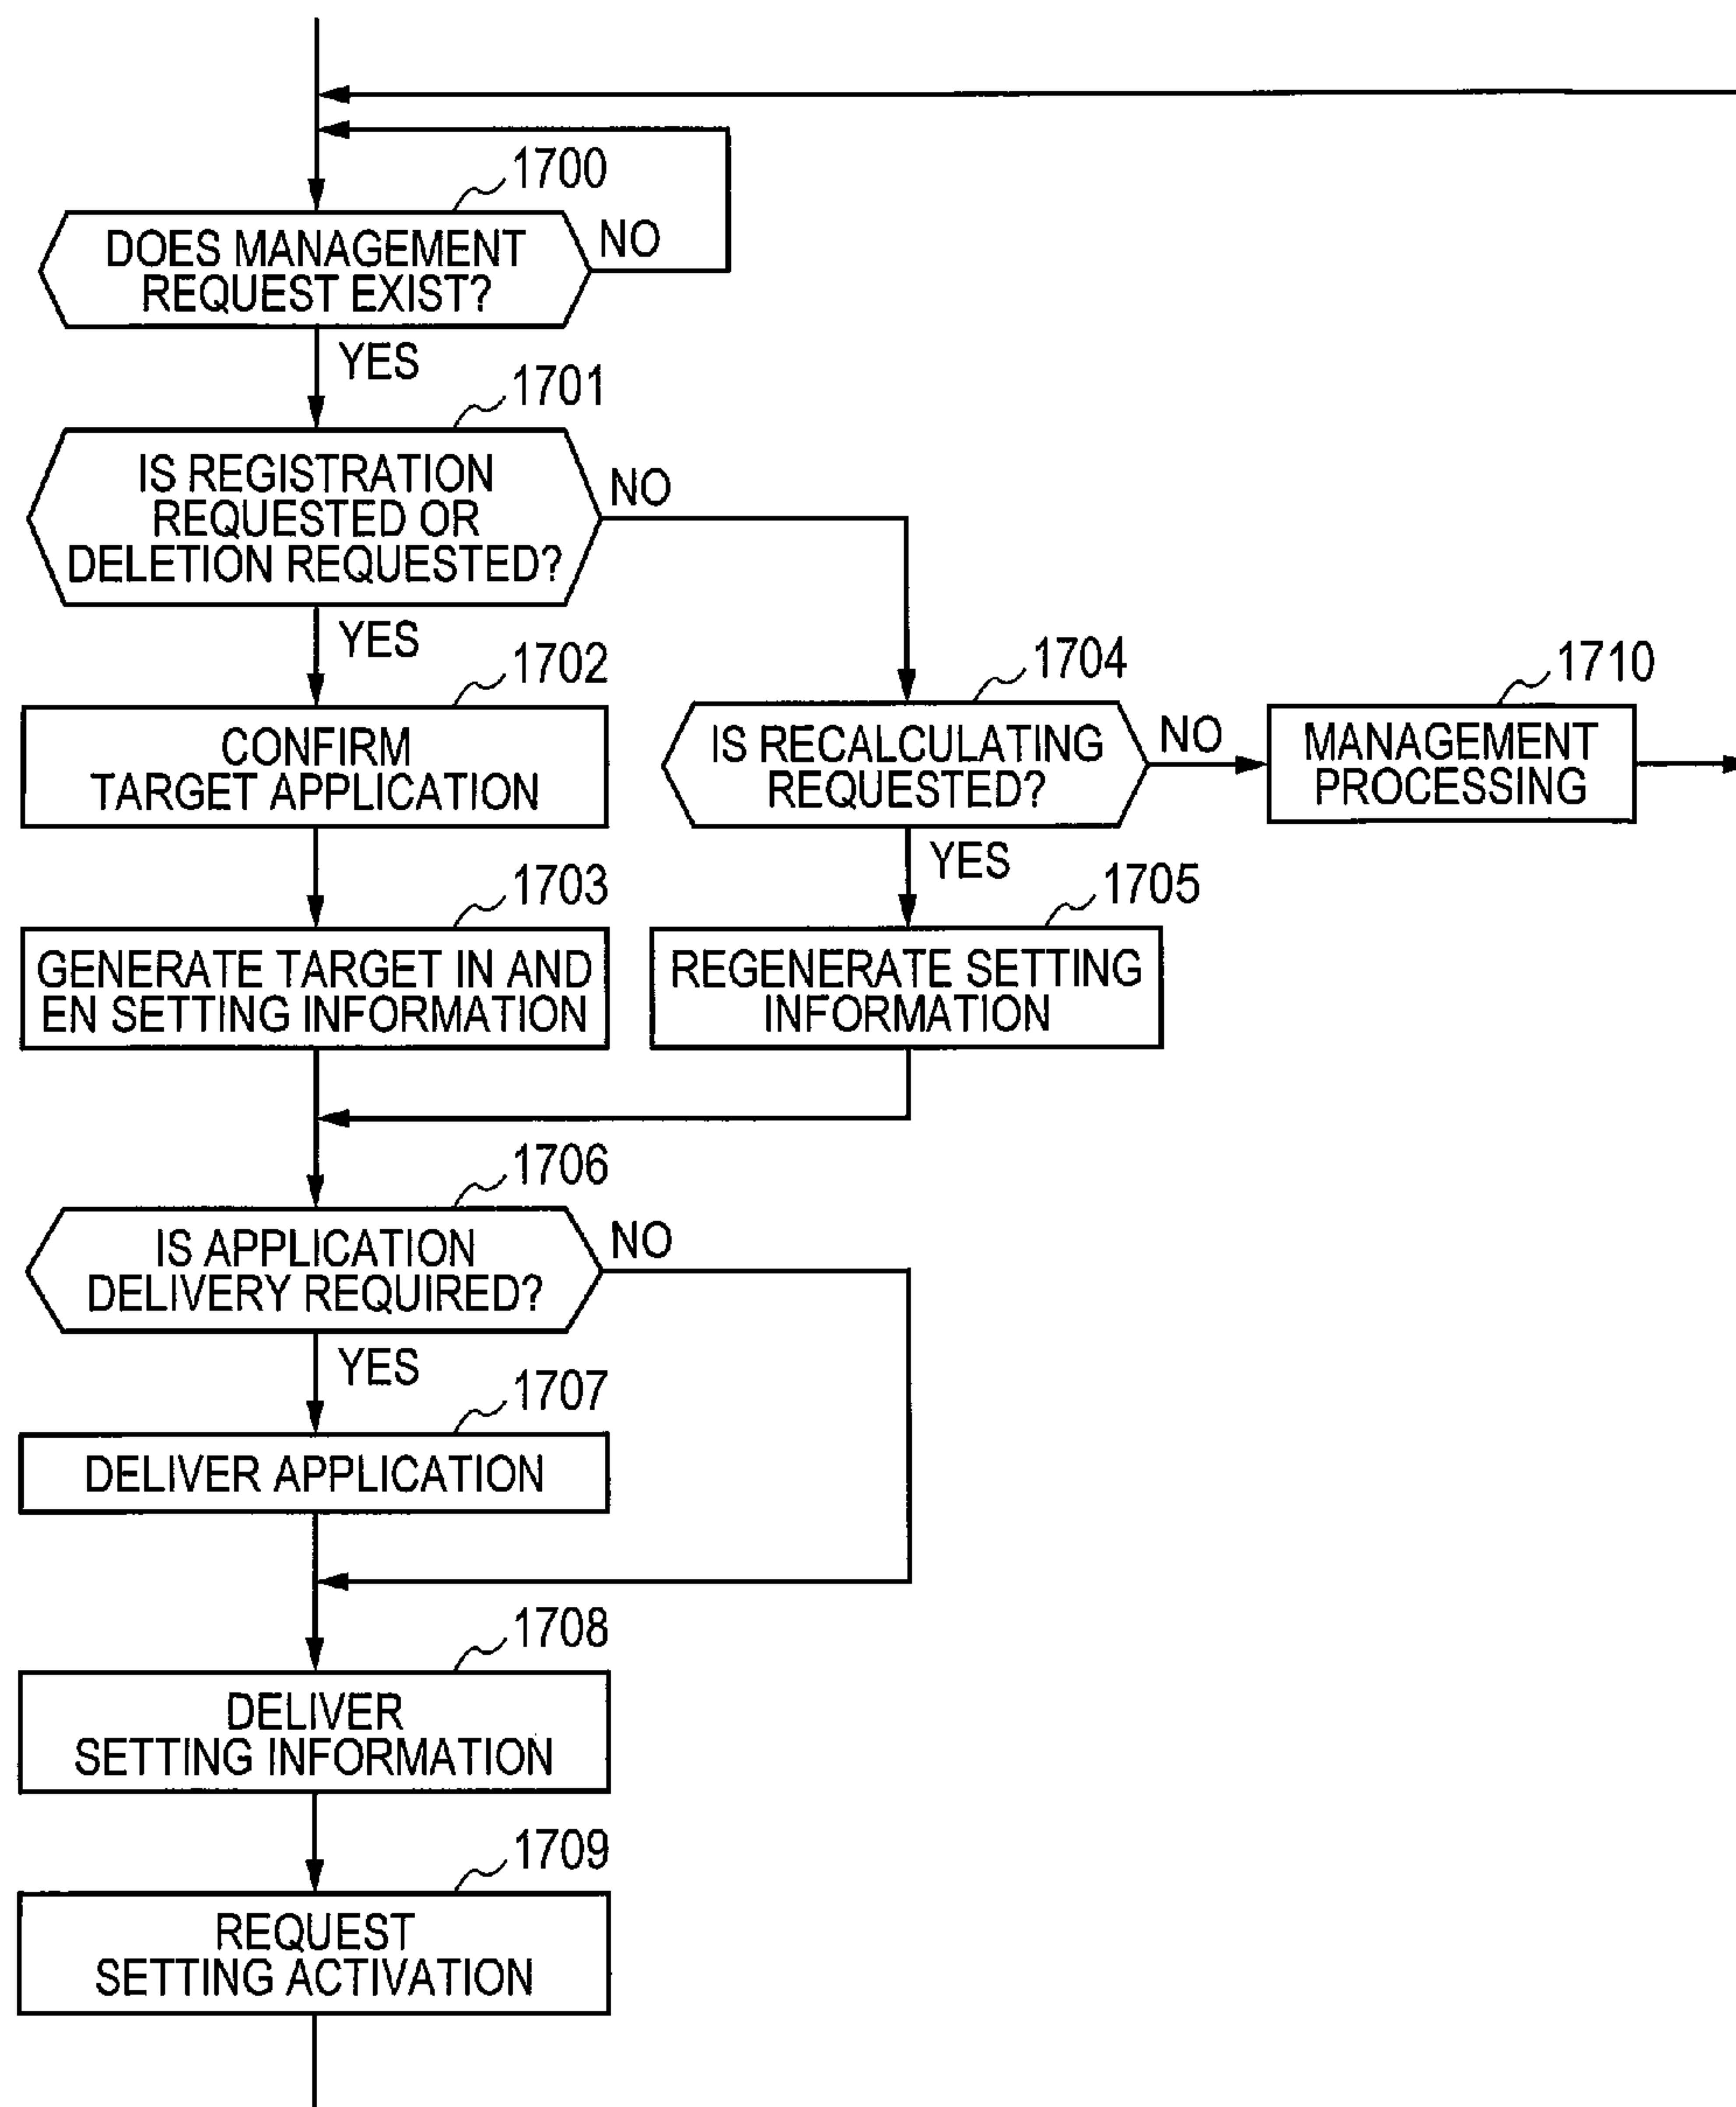 1700
DOES MANAGEMENT
REQUEST EXIST?
NO
YES
1701
IS REGISTRATION
REQUESTED OR
DELETION REQUESTED?
NO
YES
1702
CONFIRM
TARGET APPLICATION
1704
IS RECALCULATING
REQUESTED?
NO
YES
1710
MANAGEMENT
PROCESSING
1703
GENERATE TARGET IN AND
EN SETTING INFORMATION
1705
REGENERATE SETTING
INFORMATION
1706
IS APPLICATION
DELIVERY REQUIRED?
NO
YES
1707
DELIVER APPLICATION
1708
DELIVER
SETTING INFORMATION
1709
REQUEST
SETTING ACTIVATION